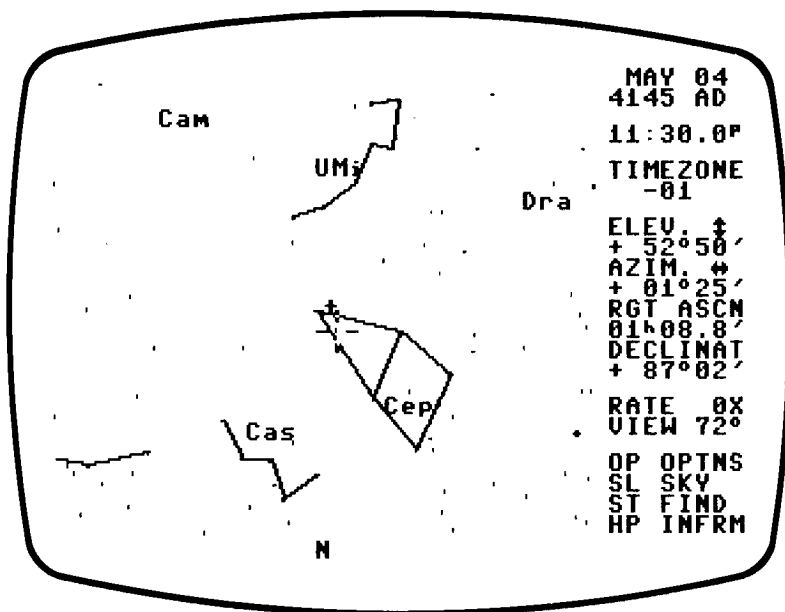 Cam
UMi
Dra
Cep
Cas
N
MAY 04
4145 AD
11:30.0P
TIMEZONE
-01
ELEV. ↕
+ 52°50′
AZIM. ↔
+ 01°25′
RGT ASCN
01h08.8′
DECLINAT
+ 87°02′
RATE 0X
VIEW 72°
OP OPTNS
SL SKY
ST FIND
HP INFRM